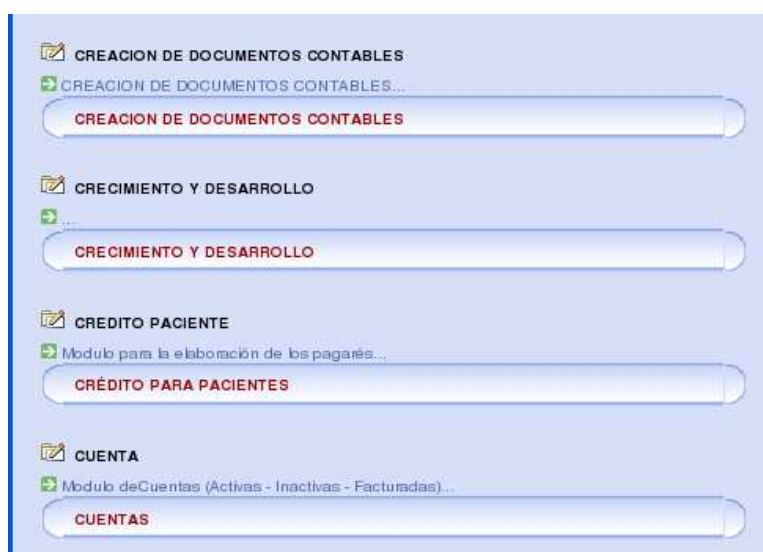 CREACION DE DOCUMENTOS CONTABLES
CREACION DE DOCUMENTOS CONTABLES...
CREACION DE DOCUMENTOS CONTABLES
CRECIMIENTO Y DESARROLLO
...
CRECIMIENTO Y DESARROLLO
CREDITO PACIENTE
Modulo para la elaboración de los pagarés...
CRÉDITO PARA PACIENTES
CUENTA
Modulo deCuentas (Activas - Inactivas - Facturadas)...
CUENTAS